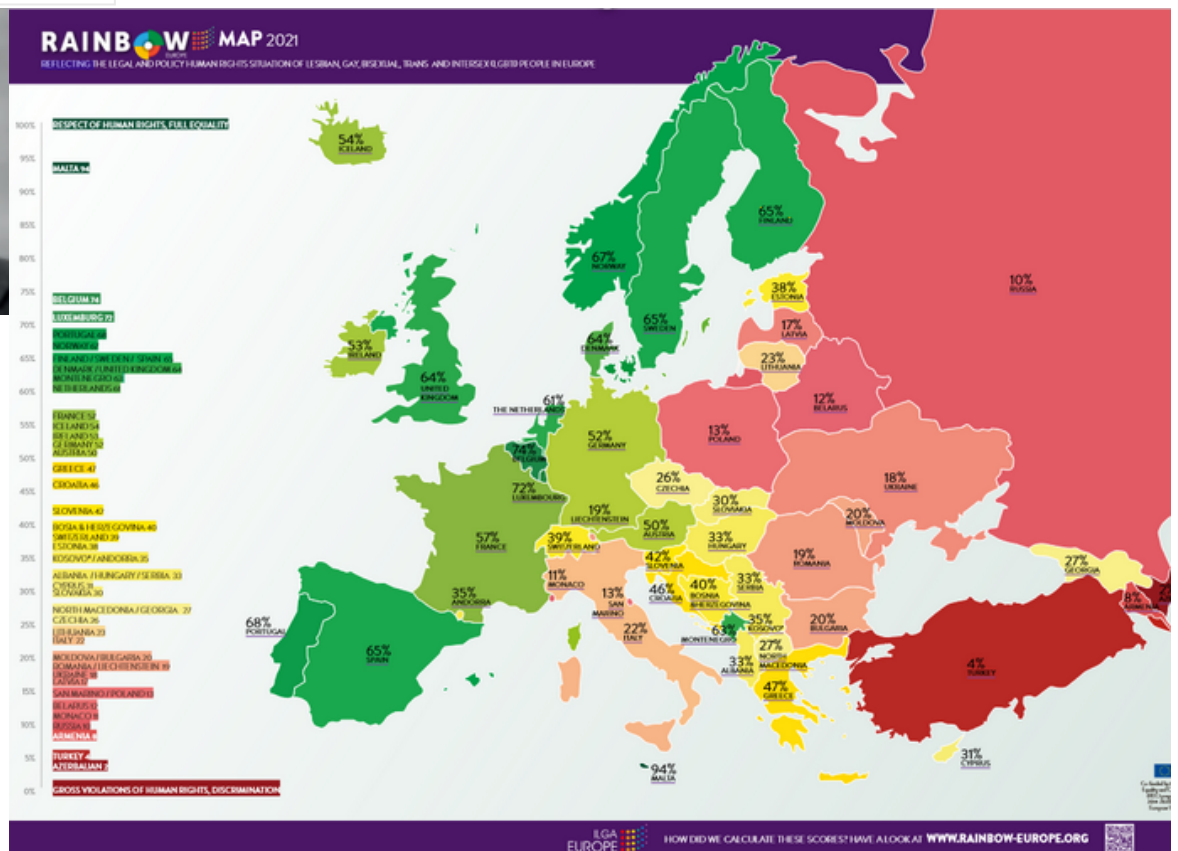 RAINBOW EUROPE MAP 2021
REFLECTING THE LEGAL AND POLICY HUMAN RIGHTS SITUATION OF LESBIAN, GAY, BISEXUAL, TRANS AND INTERSEX (LGBTI) PEOPLE IN EUROPE
100%
RESPECT OF HUMAN RIGHTS, FULL EQUALITY
95%
MALTA 94
90%
85%
80%
75%
BELGIUM 74
LUXEMBURG 72
70%
PORTUGAL 68
NORWAY 67
65%
FINLAND / SWEDEN / SPAIN 65
DENMARK / UNITED KINGDOM 64
MONTENEGRO 63
NETHERLANDS 61
60%
FRANCE 57
55%
ICELAND 54
IRELAND 53
GERMANY 52
AUSTRIA 50
50%
GREECE 47
CROATIA 46
45%
SLOVENIA 42
40%
BOSIA & HERZEGOVINA 40
SWITZERLAND 39
ESTONIA 38
35%
KOSOVO* / ANDORRA 35
ALBANIA / HUNGARY / SERBIA 33
CYPRUS 31
SLOVAKIA 30
30%
NORTH MACEDONIA / GEORGIA 27
CZECHIA 26
25%
LITHUANIA 23
ITALY 22
20%
MOLDOVA / BULGARIA 20
ROMANIA / LIECHTENSTEIN 19
UKRAINE 18
LATVIA 17
15%
SAN MARINO / POLAND 13
BELARUS 12
MONACO 11
10%
RUSSIA 10
ARMENIA 8
5%
TURKEY 4
AZERBAIJAN 2
0%
GROSS VIOLATIONS OF HUMAN RIGHTS, DISCRIMINATION
54%
ICELAND
65%
FINLAND
67%
NORWAY
10%
RUSSIA
38%
ESTONIA
65%
SWEDEN
17%
LATVIA
64%
DENMARK
53%
IRELAND
23%
LITHUANIA
64%
UNITED
KINGDOM
61%
THE NETHERLANDS
12%
BELARUS
13%
POLAND
52%
GERMANY
74%
BELGIUM
26%
CZECHIA
18%
UKRAINE
72%
LUXEMBOURG
30%
SLOVAKIA
19%
LIECHTENSTEIN
50%
AUSTRIA
20%
MOLDOVA
57%
FRANCE
39%
SWITZERLAND
33%
HUNGARY
19%
ROMANIA
42%
SLOVENIA
27%
GEORGIA
11%
MONACO
33%
SERBIA
35%
ANDORRA
46%
CROATIA
40%
BOSNIA
&HERZEGOVINA
13%
SAN
MARINO
8%
ARMENIA
68%
PORTUGAL
35%
KOSOVO*
20%
BULGARIA
22%
ITALY
63%
MONTENEGRO
65%
SPAIN
27%
NORTH
MACEDONIA
33%
ALBANIA
4%
TURKEY
47%
GREECE
31%
CYPRUS
94%
MALTA
ILGA
EUROPE
HOW DID WE CALCULATE THESE SCORES? HAVE A LOOK AT WWW.RAINBOW-EUROPE.ORG